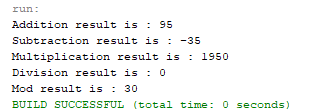 run:
Addition result is : 95
Subtraction result is : -35
Multiplication result is : 1950
Division result is : 0
Mod result is : 30
BUILD SUCCESSFUL (total time: 0 seconds)